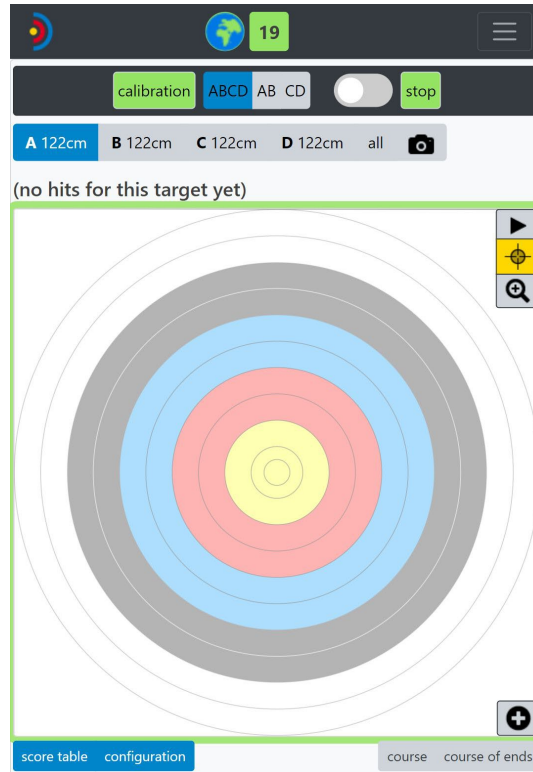 19
calibration ABCD AB CD stop
A 122cm B 122cm C 122cm D 122cm all
(no hits for this target yet)
score table configuration course course of ends